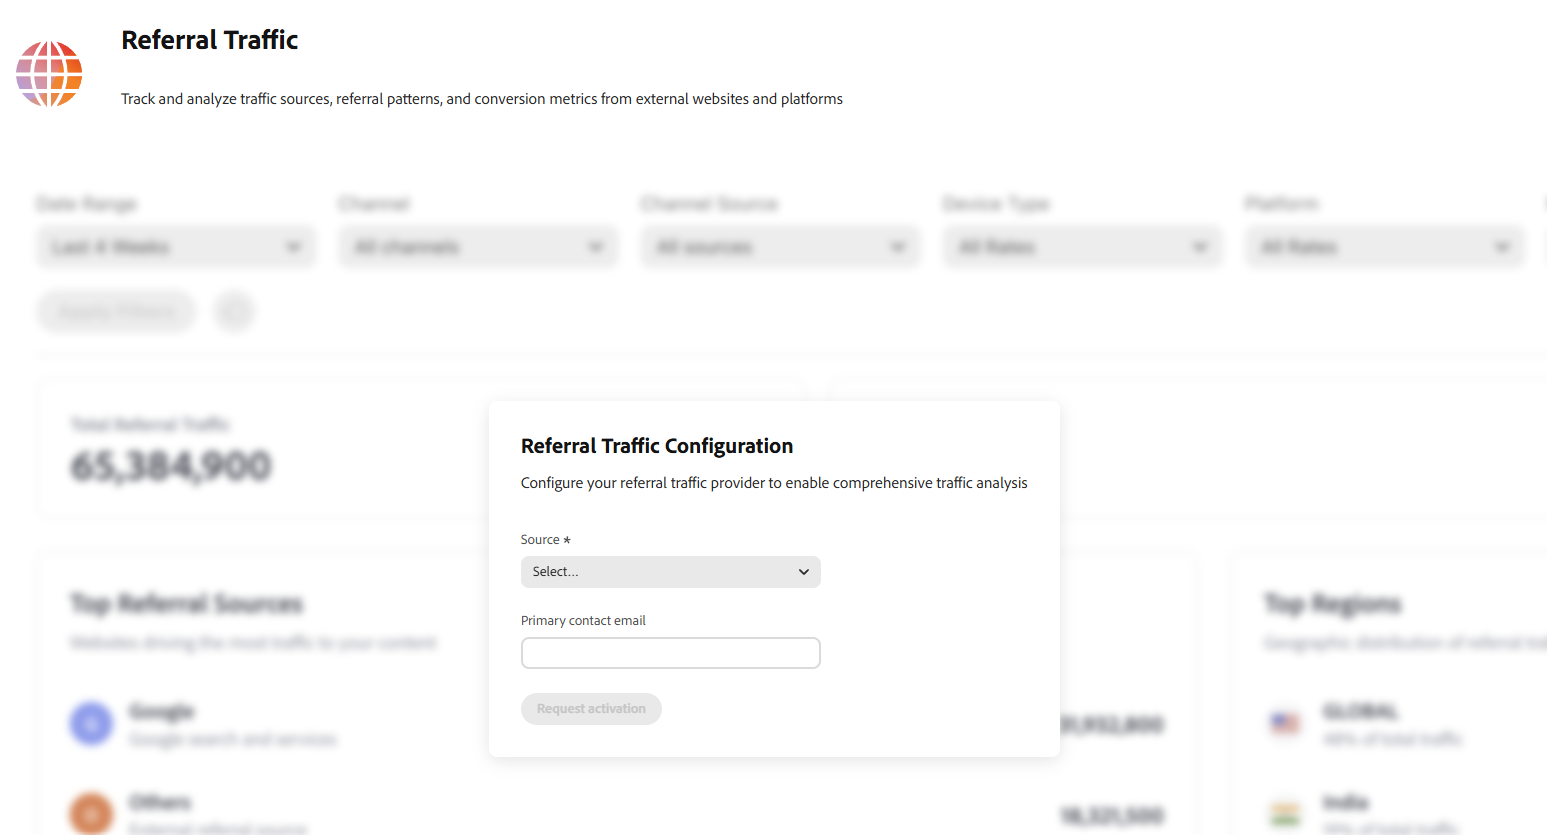 Referral Traffic
Track and analyze traffic sources, referral patterns, and conversion metrics from external websites and platforms
Date Range
Channel
Channel Source
Device Type
Platform
Last 4 Weeks
All channels
All sources
All Rates
All Rates
Apply Filters
Total Referral Traffic
65,384,900
Referral Traffic Configuration
Configure your referral traffic provider to enable comprehensive traffic analysis
Source *
Select...
Primary contact email
Request activation
Top Referral Sources
Websites driving the most traffic to your content
Top Regions
Geographic distribution of referral
Google
Google search and services
GLOBAL
48% of total traffic
Others
External referral source
18,321,500
India
of total traffic